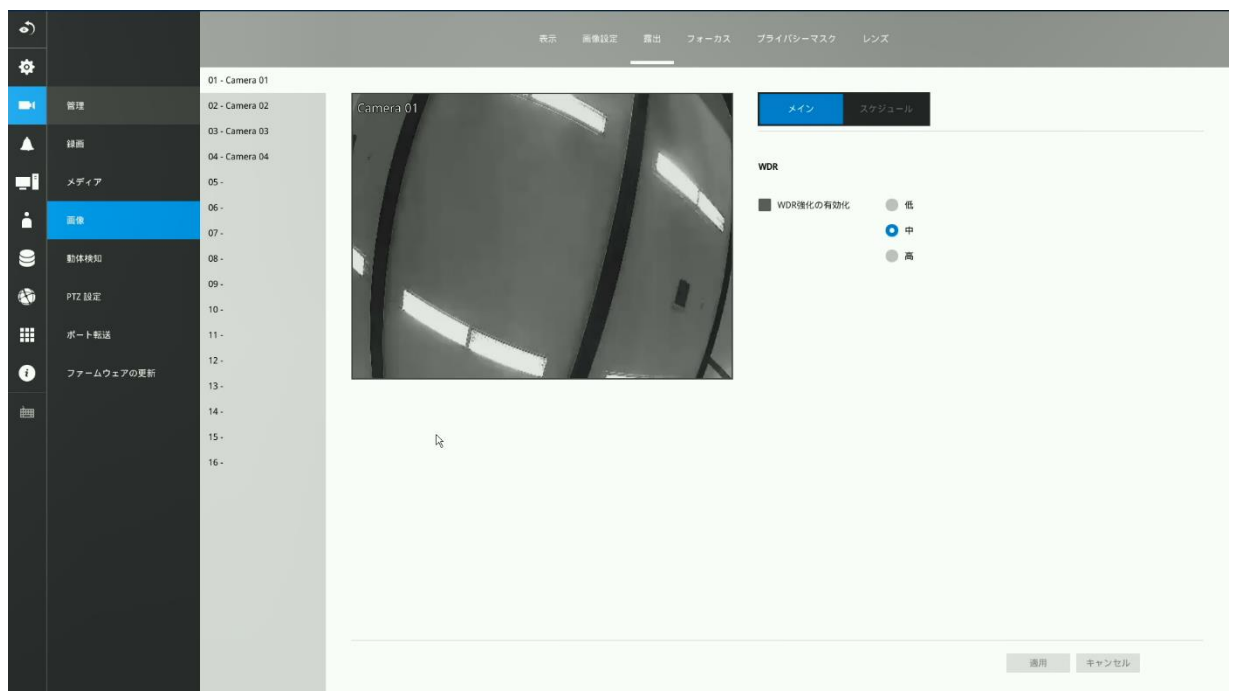 表示 画像設定 露出 フォーカス プライバシーマスク レンズ
管理
録画
メディア
画像
動体検知
PTZ 設定
ポート転送
ファームウェアの更新
01 - Camera 01
02 - Camera 02
03 - Camera 03
04 - Camera 04
05 -
06 -
07 -
08 -
09 -
10 -
11 -
12 -
13 -
14 -
15 -
16 -
Camera 01
メイン スケジュール
WDR
WDR強化の有効化
低
中
高
適用 キャンセル